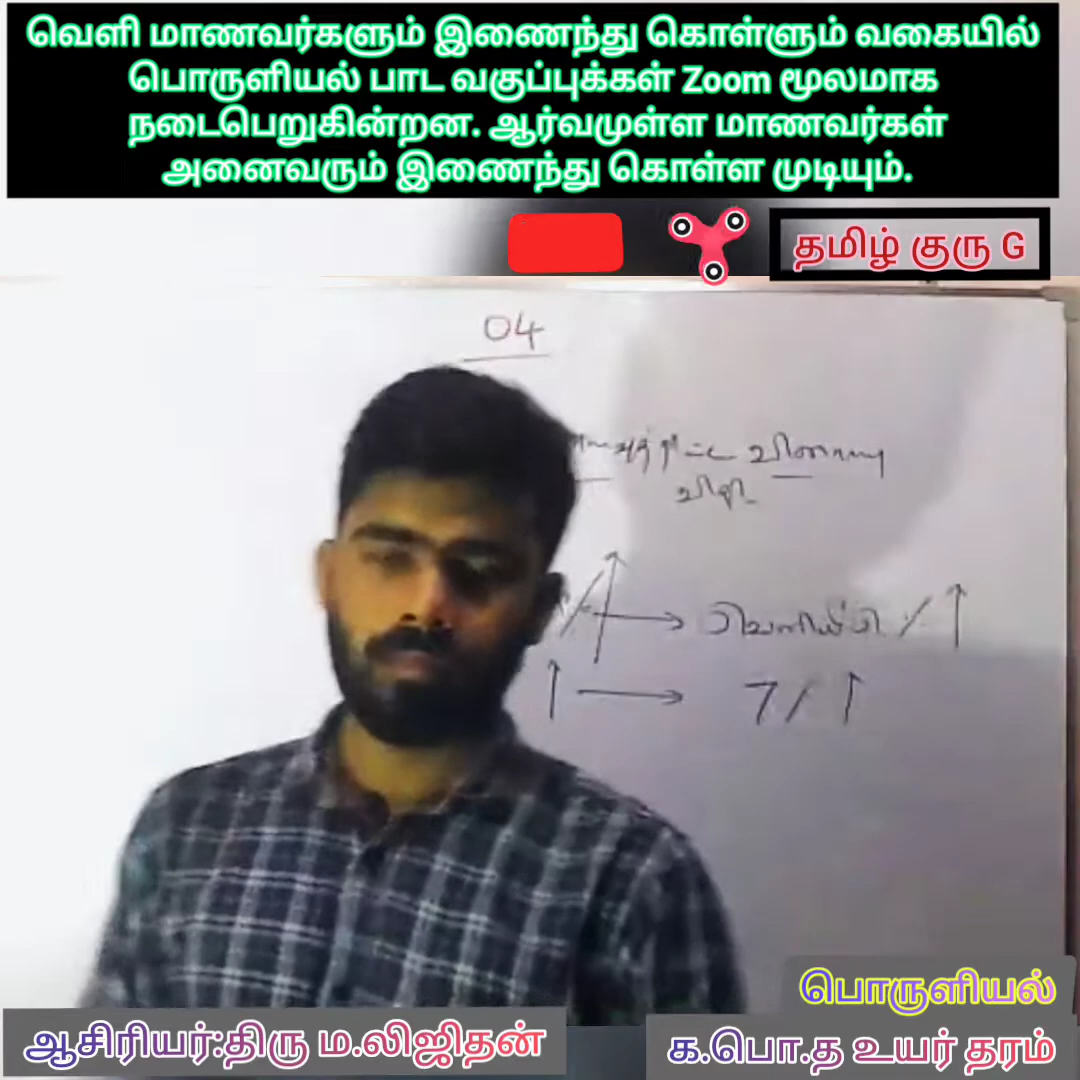 வெளி மாணவர்களும் இணைந்து கொள்ளும் வகையில்
பொருளியல் பாட வகுப்புக்கள் Zoom மூலமாக
நடைபெறுகின்றன. ஆர்வமுள்ள மாணவர்கள்
அனைவரும் இணைந்து கொள்ள முடியும்.
தமிழ் குரு G
04
விதி
வெளியீடு % ↑
↑ → 7 / ↑
பொருளியல்
ஆசிரியர்:திரு ம.லிஜிதன்
க.பொ.த உயர் தரம்